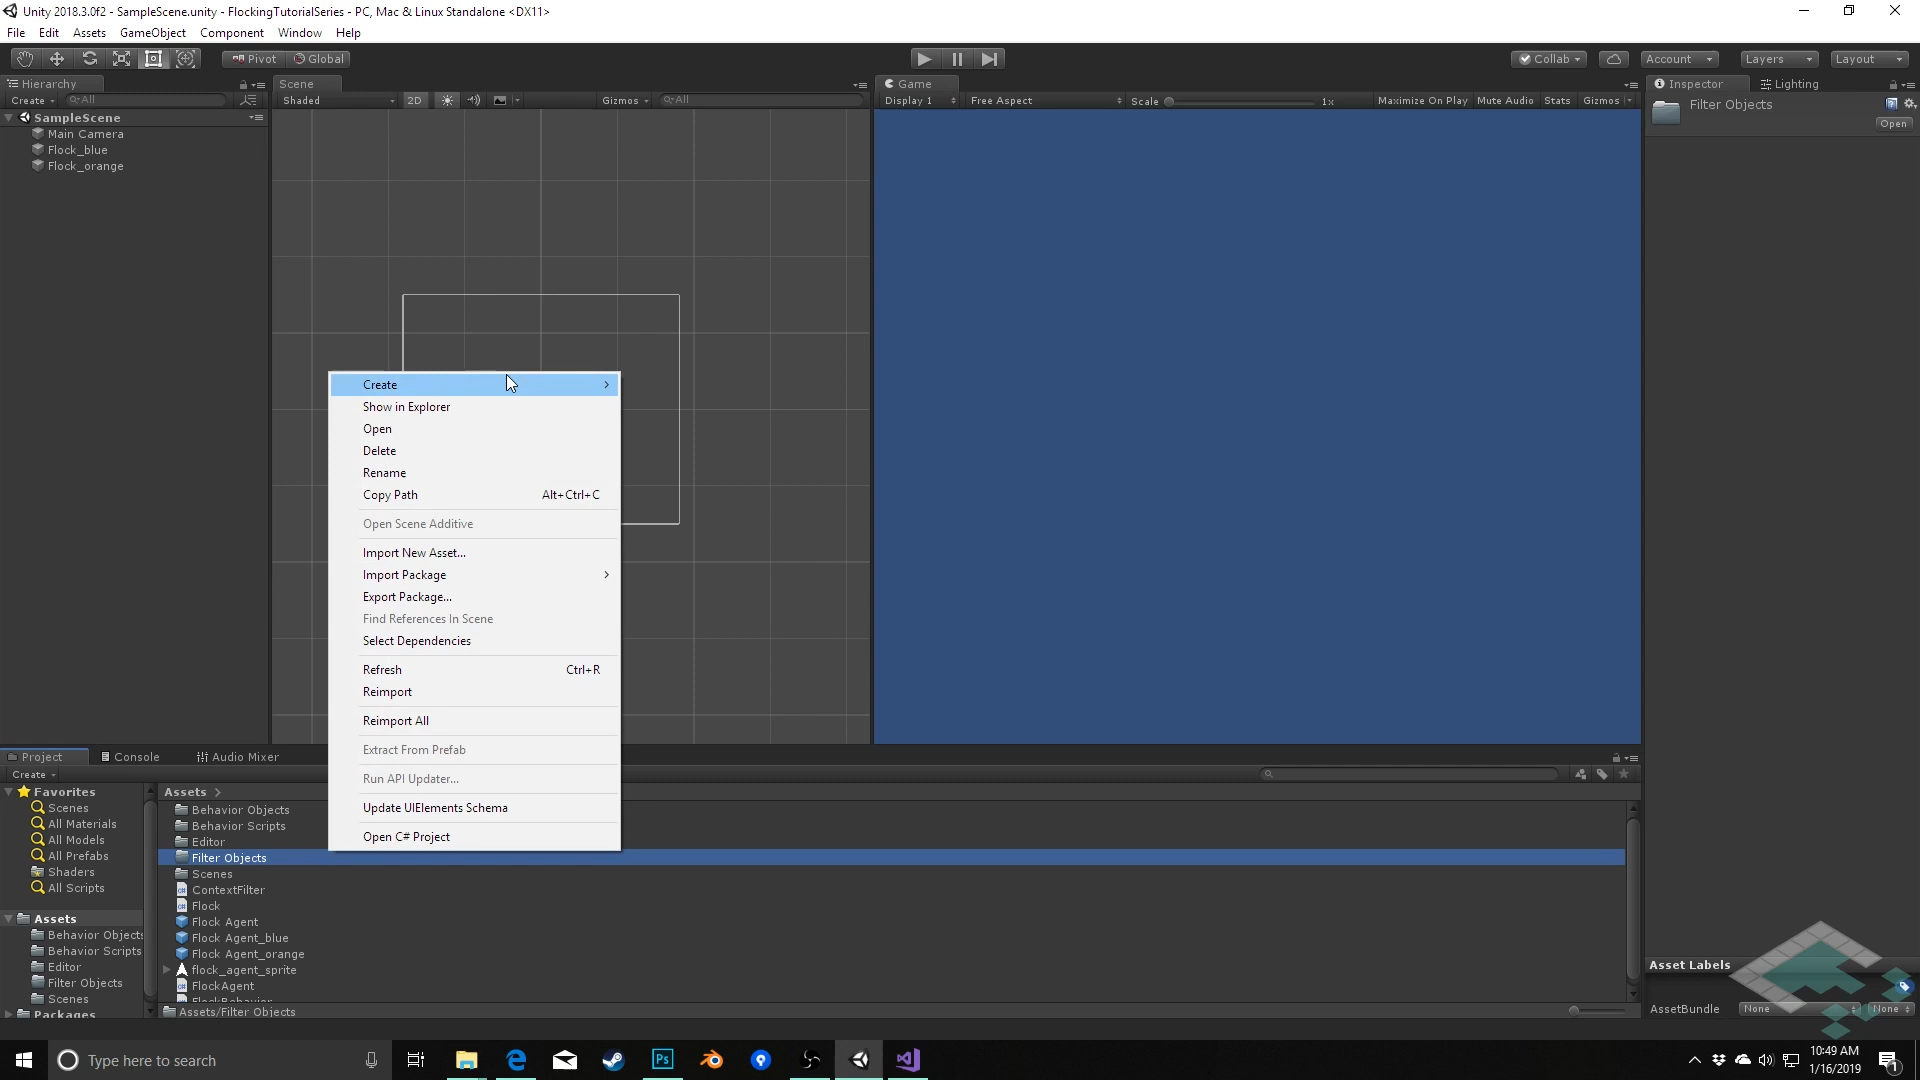 Unity 2018.3.0f2 - SampleScene.unity - FlockingTutorialSeries - PC, Mac & Linux Standalone <DX11>
File Edit Assets GameObject Component Window Help
Pivot Global Collab Account Layers Layout
Hierarchy Scene Game Inspector Lighting
Create All Shaded 2D Gizmos All Display 1 Free Aspect Scale 1x Maximize On Play Mute Audio Stats Gizmos Filter Objects
Open
SampleScene
Main Camera
Flock_blue
Flock_orange
Create
Show in Explorer
Open
Delete
Rename
Copy Path Alt+Ctrl+C
Open Scene Additive
Import New Asset...
Import Package
Export Package...
Find References In Scene
Select Dependencies
Refresh Ctrl+R
Reimport
Reimport All
Extract From Prefab
Run API Updater...
Update UIElements Schema
Open C# Project
Project Console Audio Mixer
Create
Favorites
Scenes
All Materials
All Models
All Prefabs
Shaders
All Scripts
Assets
Behavior Objects
Behavior Scripts
Editor
Filter Objects
Scenes
Packages
Assets
Behavior Objects
Behavior Scripts
Editor
Filter Objects
Scenes
ContextFilter
Flock
Flock Agent
Flock Agent_blue
Flock Agent_orange
flock_agent_sprite
FlockAgent
FlockBehavior
Assets/Filter Objects
Asset Labels
AssetBundle None None
Type here to search
10:49 AM
1/16/2019
1